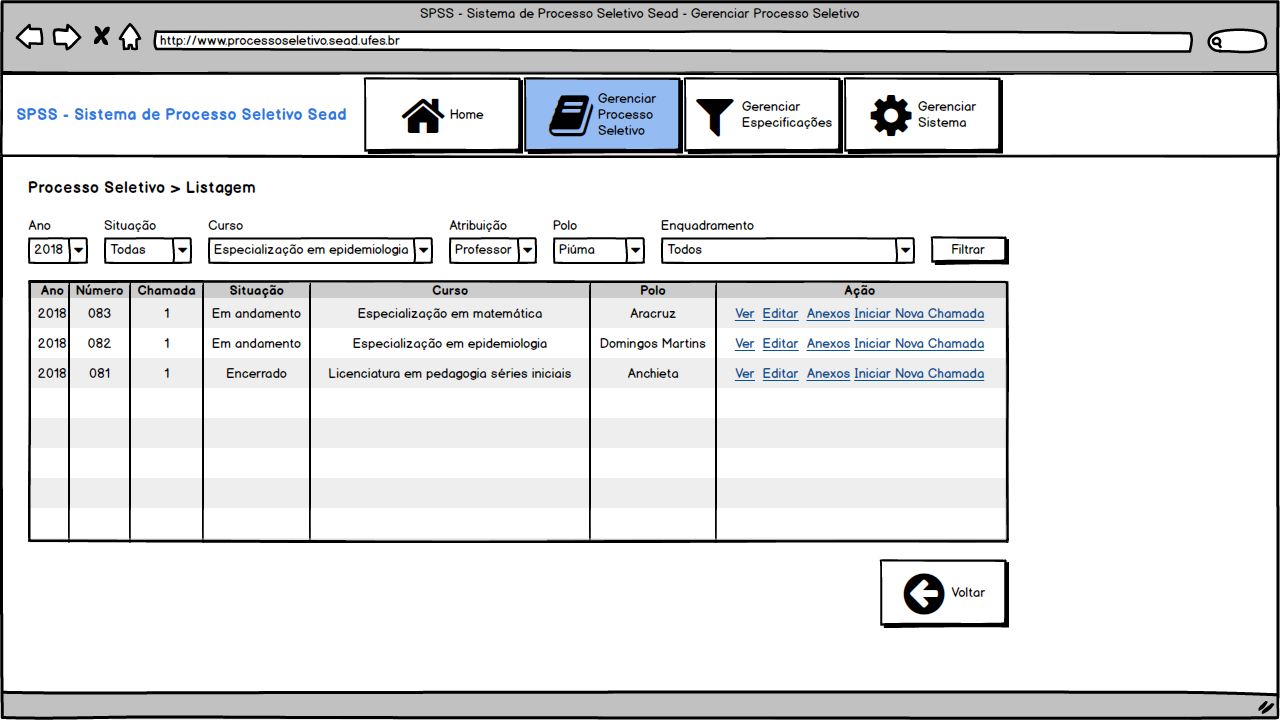 SPSS - Sistema de Processo Seletivo Sead - Gerenciar Processo Seletivo
http://www.processoseletivo.sead.ufes.br
SPSS - Sistema de Processo Seletivo Sead
Home
Gerenciar
Processo
Seletivo
Gerenciar
Especificações
Gerenciar
Sistema
Processo Seletivo > Listagem
Ano Situação Curso Atribuição Polo Enquadramento
2018 Todas Especialização em epidemiologia Professor Piúma Todos Filtrar
Ano Número Chamada Situação Curso Polo Ação
2018 083 1 Em andamento Especialização em matemática Aracruz Ver Editar Anexos Iniciar Nova Chamada
2018 082 1 Em andamento Especialização em epidemiologia Domingos Martins Ver Editar Anexos Iniciar Nova Chamada
2018 081 1 Encerrado Licenciatura em pedagogia séries iniciais Anchieta Ver Editar Anexos Iniciar Nova Chamada
Voltar